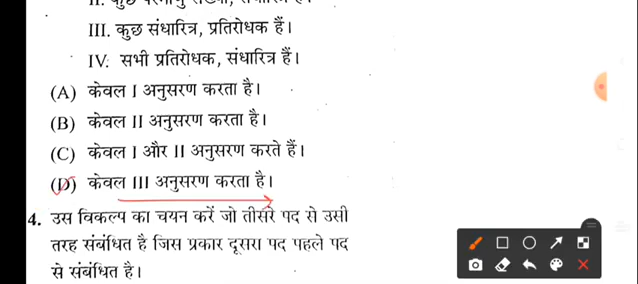 III. कुछ संधारित्र, प्रतिरोधक हैं।
IV. सभी प्रतिरोधक, संधारित्र हैं।
(A) केवल I अनुसरण करता है।
(B) केवल II अनुसरण करता है।
(C) केवल I और II अनुसरण करते हैं।
(D) केवल III अनुसरण करता है।
4. उस विकल्प का चयन करें जो तीसरे पद से उसी
तरह संबंधित है जिस प्रकार दूसरा पद पहले पद
से संबंधित है।